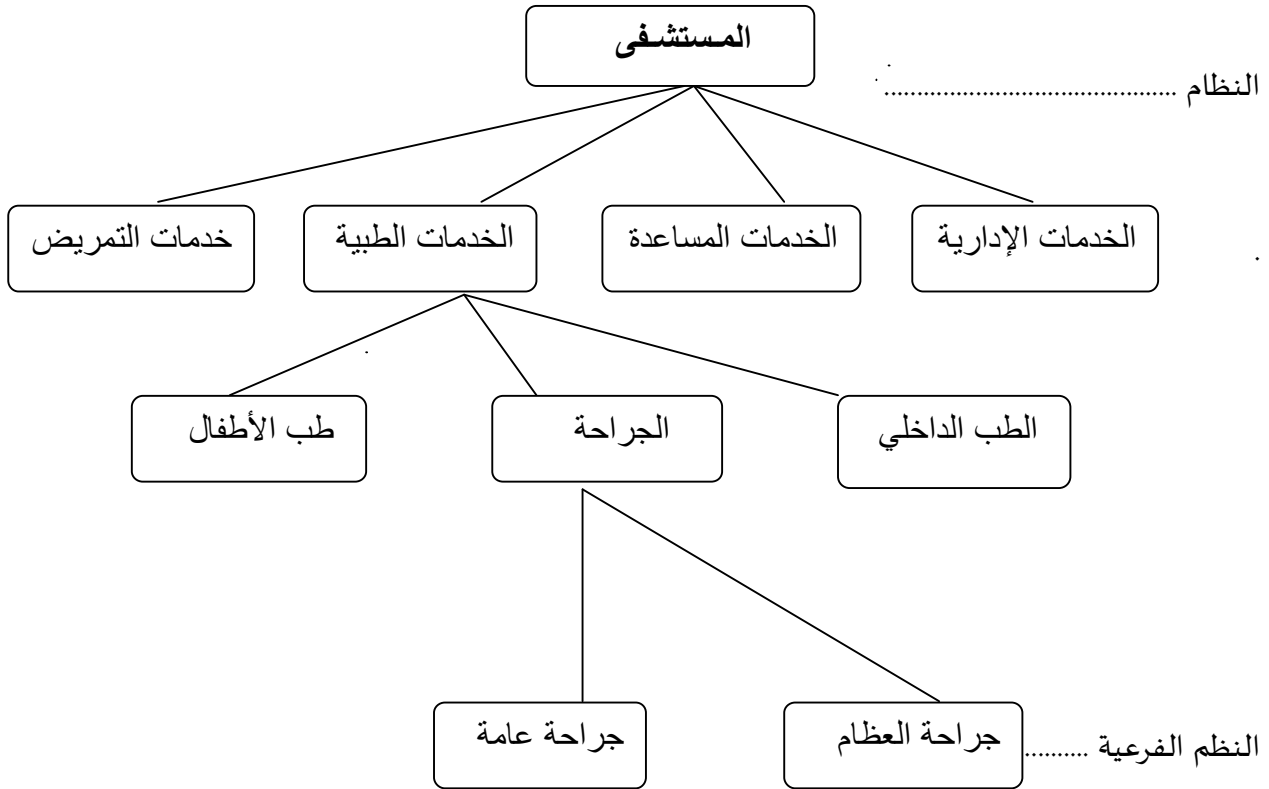 المستشفى
النظام ............................................
الخدمات الإدارية
الخدمات المساعدة
الخدمات الطبية
خدمات التمريض
الطب الداخلي
الجراحة
طب الأطفال
النظم الفرعية ..........
جراحة العظام
جراحة عامة